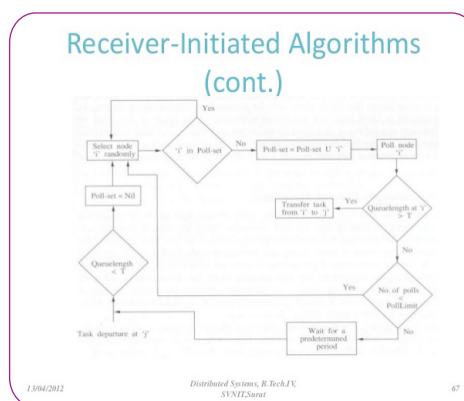 Receiver-Initiated Algorithms
(cont.)
Yes
Select node
'i' randomly
'i' in Poll-set
No
Poll-set = Poll-set U 'i'
Poll node
'i'
Poll-set = Nil
Transfer task
from 'i' to 'j'
Yes
Queuelength at 'i'
> T
No
Queuelength
< T
Yes
No. of polls
<
PollLimit
No
Wait for a
predetermined
period
Task departure at 'j'
13/04/2012
Distributed Systems, B.Tech.IV,
SVNIT,Surat
67